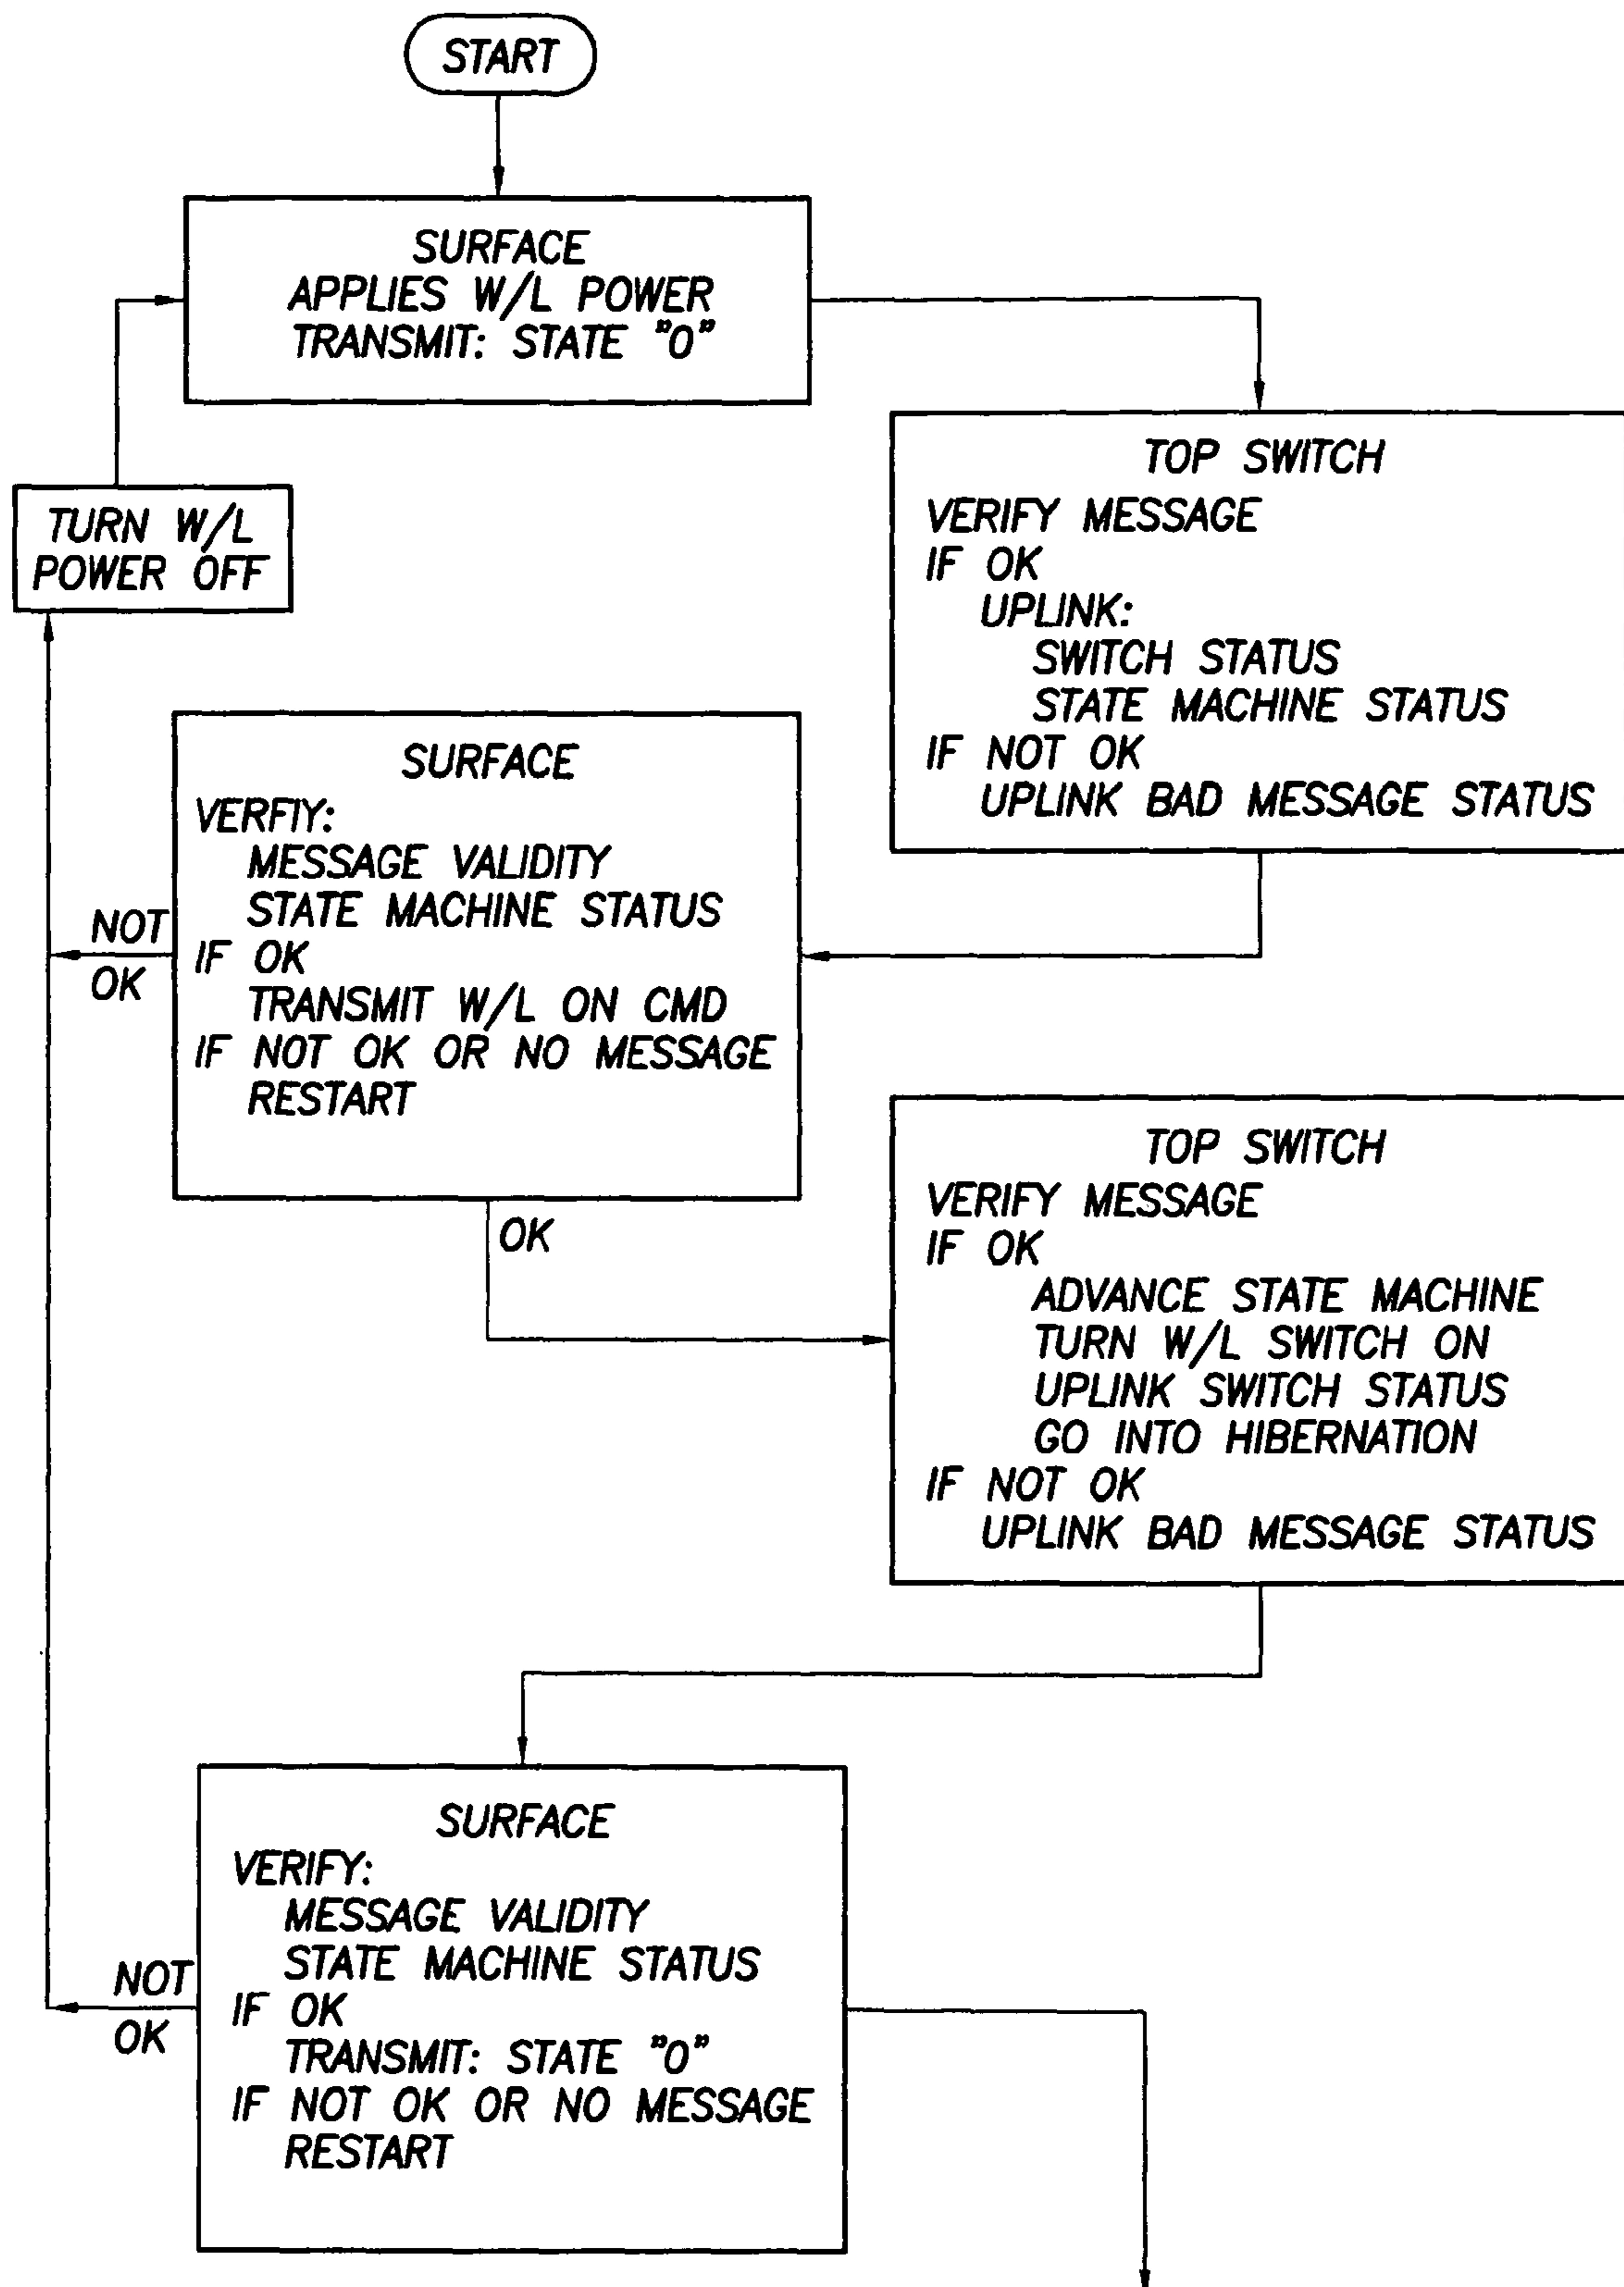 START
SURFACE
APPLIES W/L POWER
TRANSMIT: STATE "0"
TURN W/L
POWER OFF
TOP SWITCH
VERIFY MESSAGE
IF OK
UPLINK:
SWITCH STATUS
STATE MACHINE STATUS
IF NOT OK
UPLINK BAD MESSAGE STATUS
SURFACE
VERFIY:
MESSAGE VALIDITY
STATE MACHINE STATUS
IF OK
TRANSMIT W/L ON CMD
IF NOT OK OR NO MESSAGE
RESTART
NOT
OK
OK
TOP SWITCH
VERIFY MESSAGE
IF OK
ADVANCE STATE MACHINE
TURN W/L SWITCH ON
UPLINK SWITCH STATUS
GO INTO HIBERNATION
IF NOT OK
UPLINK BAD MESSAGE STATUS
SURFACE
VERIFY:
MESSAGE VALIDITY
STATE MACHINE STATUS
IF OK
TRANSMIT: STATE "0"
IF NOT OK OR NO MESSAGE
RESTART
NOT
OK